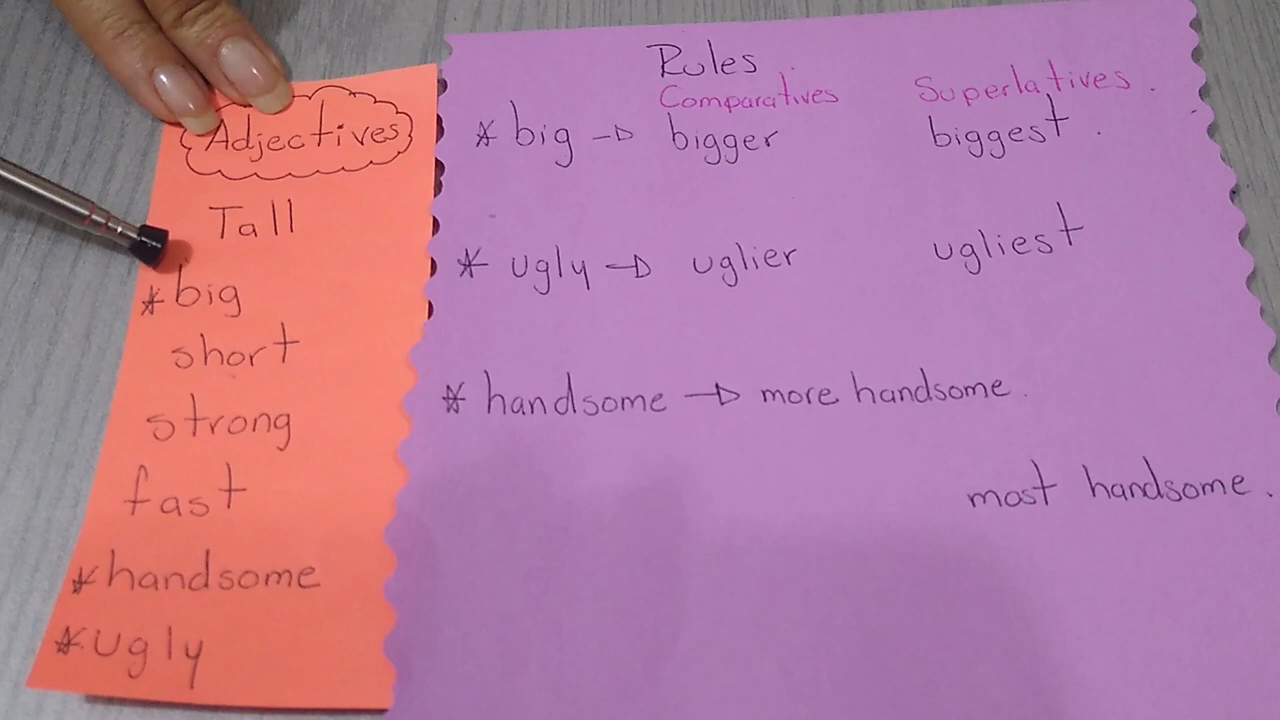 Adjectives
Tall
*big
short
strong
fast
*handsome
*ugly
Rules
Comparatives Superlatives.
* big → bigger biggest.
* ugly → uglier ugliest
* handsome → more handsome.
most handsome.